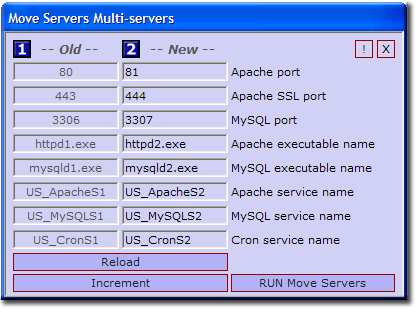 Move Servers Multi-servers
1 -- Old -- 2 -- New -- ! X
80 81 Apache port
443 444 Apache SSL port
3306 3307 MySQL port
httpd1.exe httpd2.exe Apache executable name
mysqld1.exe mysqld2.exe MySQL executable name
US_ApacheS1 US_ApacheS2 Apache service name
US_MySQLS1 US_MySQLS2 MySQL service name
US_CronS1 US_CronS2 Cron service name
Reload
Increment RUN Move Servers